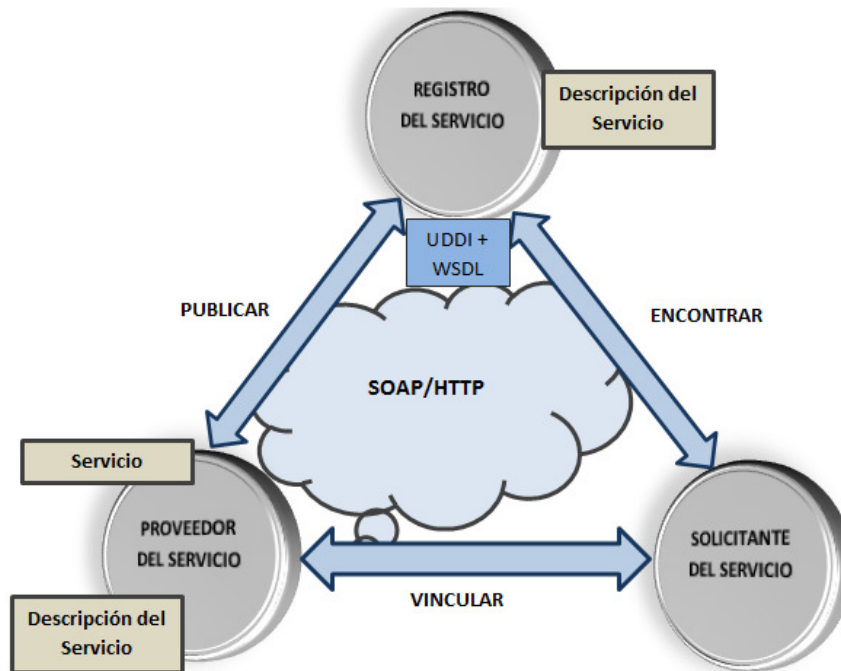 REGISTRO
DEL SERVICIO
Descripción del
Servicio
UDDI +
WSDL
PUBLICAR
ENCONTRAR
SOAP/HTTP
Servicio
PROVEEDOR
DEL SERVICIO
SOLICITANTE
DEL SERVICIO
VINCULAR
Descripción del
Servicio